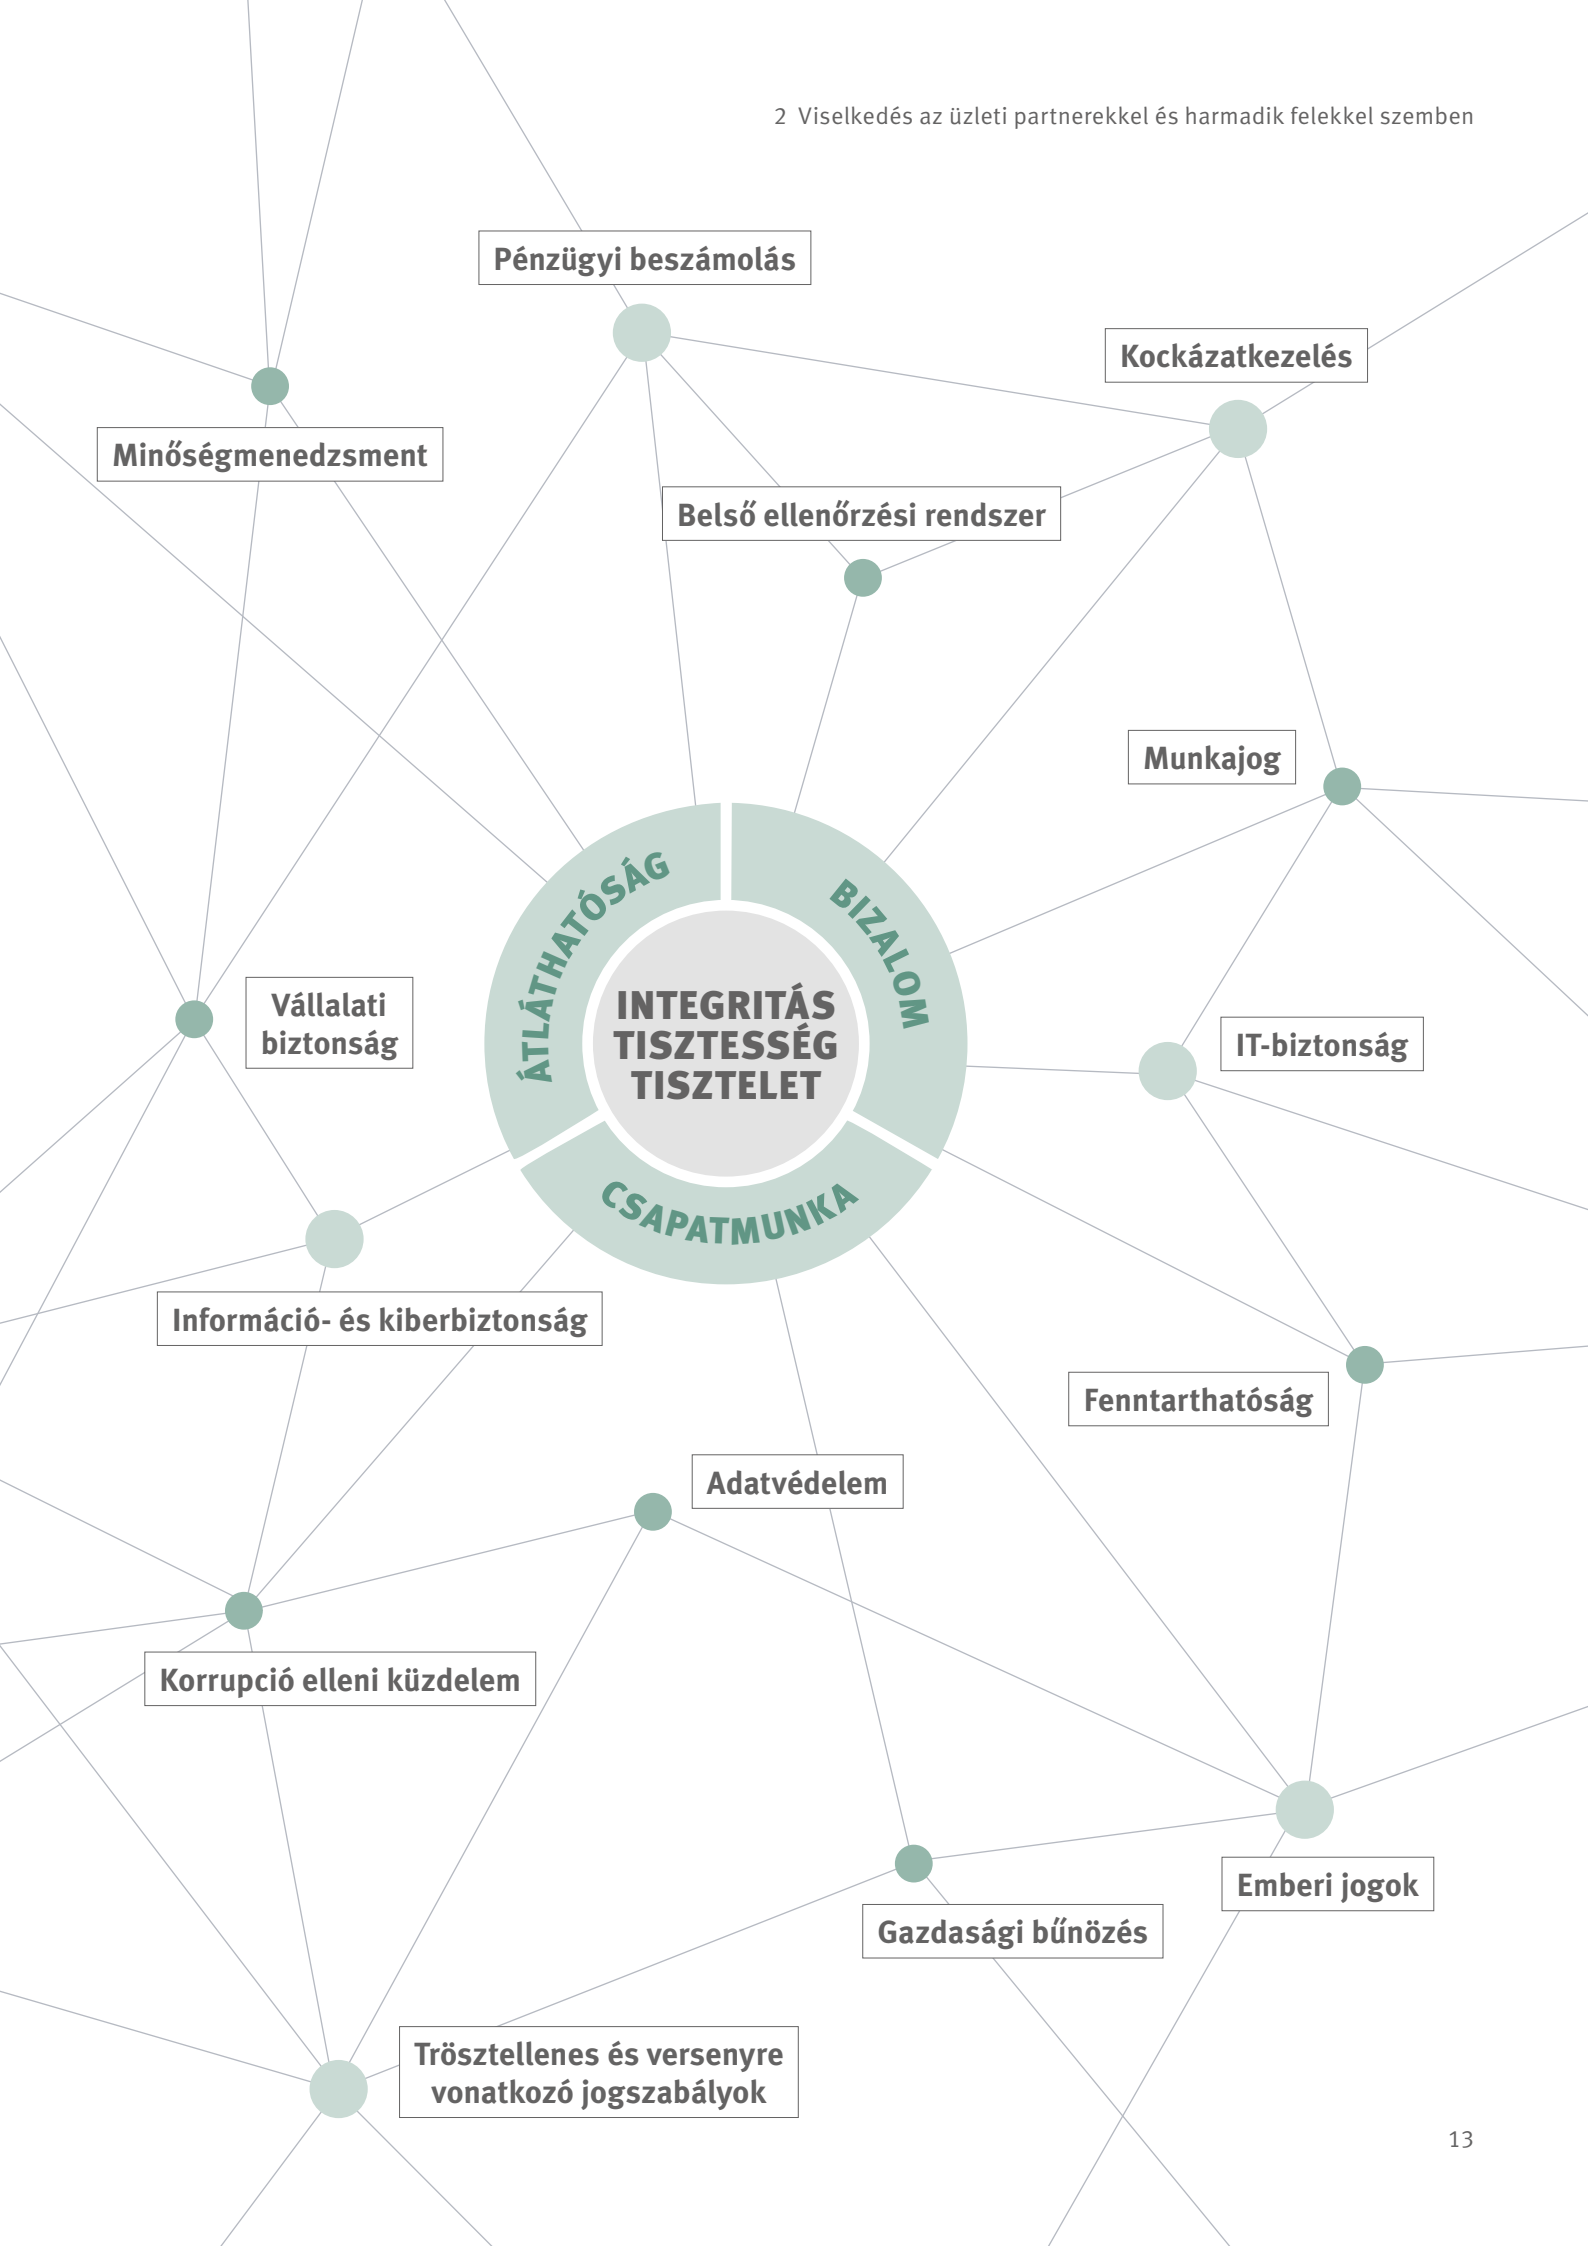 2 Viselkedés az üzleti partnerekkel és harmadik felekkel szemben
Pénzügyi beszámolás
Kockázatkezelés
Minőségmenedzsment
Belső ellenőrzési rendszer
Munkajog
ÁTLÁTHATÓSÁG
BIZALOM
INTEGRITÁS
TISZTESSÉG
TISZTELET
CSAPATMUNKA
Vállalati
biztonság
IT-biztonság
Információ- és kiberbiztonság
Fenntarthatóság
Adatvédelem
Korrupció elleni küzdelem
Emberi jogok
Gazdasági bűnözés
Trösztellenes és versenyre
vonatkozó jogszabályok
13